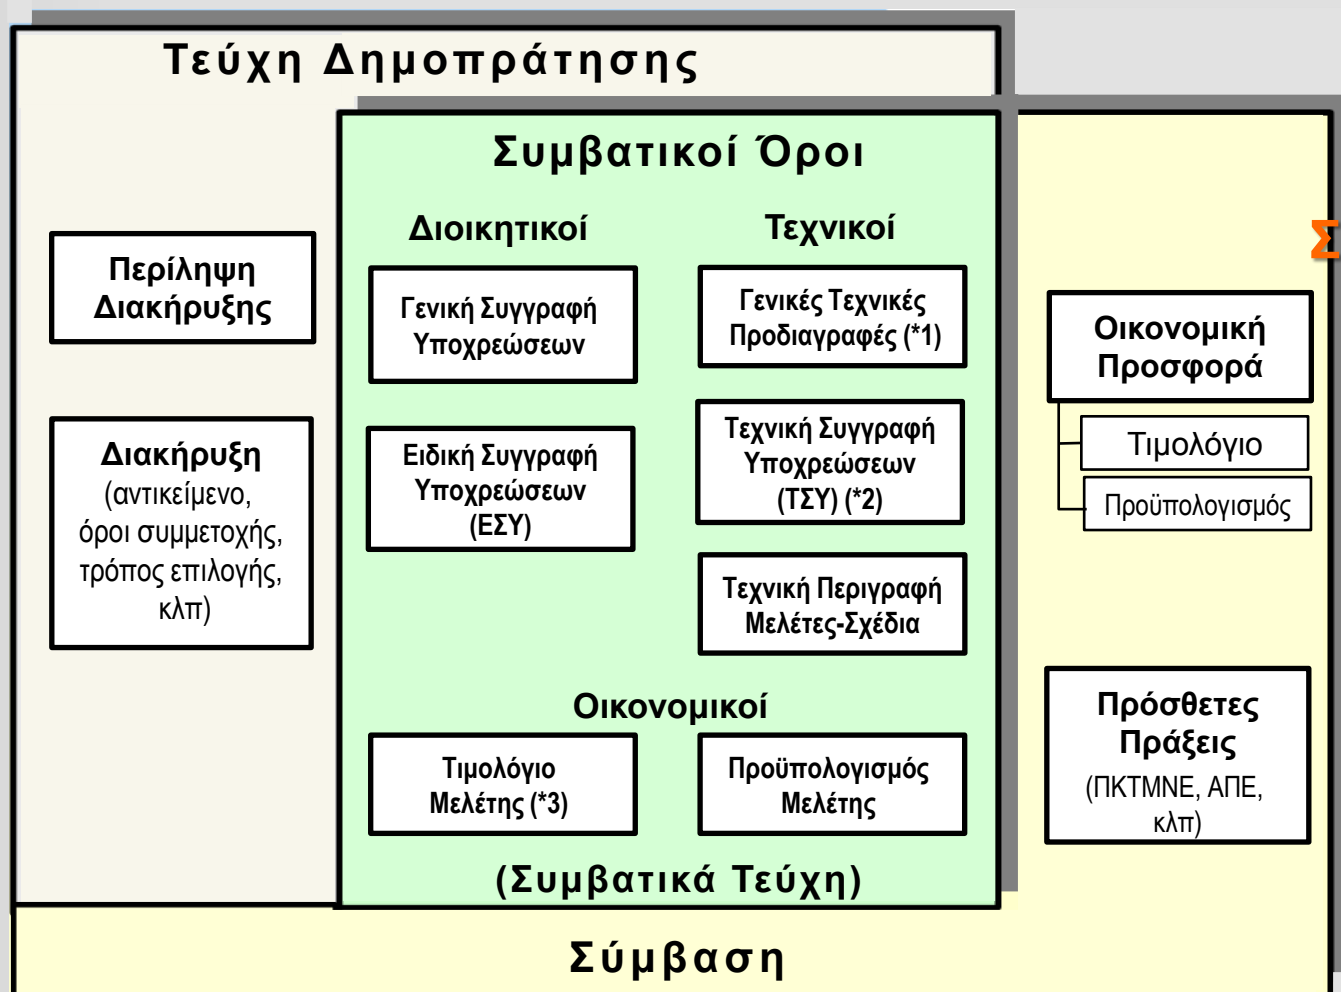 Τεύχη Δημοπράτησης
Συμβατικοί Όροι
Διοικητικοί
Τεχνικοί
Σ
Περίληψη
Διακήρυξης
Γενική Συγγραφή
Υποχρεώσεων
Γενικές Τεχνικές
Προδιαγραφές (*1)
Οικονομική
Προσφορά
Τιμολόγιο
Προϋπολογισμός
Διακήρυξη
(αντικείμενο,
όροι συμμετοχής,
τρόπος επιλογής,
κλπ)
Ειδική Συγγραφή
Υποχρεώσεων
(ΕΣΥ)
Τεχνική Συγγραφή
Υποχρεώσεων
(ΤΣΥ) (*2)
Τεχνική Περιγραφή
Μελέτες-Σχέδια
Οικονομικοί
Τιμολόγιο
Μελέτης (*3)
Προϋπολογισμός
Μελέτης
Πρόσθετες
Πράξεις
(ΠΚΤΜΝΕ, ΑΠΕ,
κλπ)
(Συμβατικά Τεύχη)
Σύμβαση